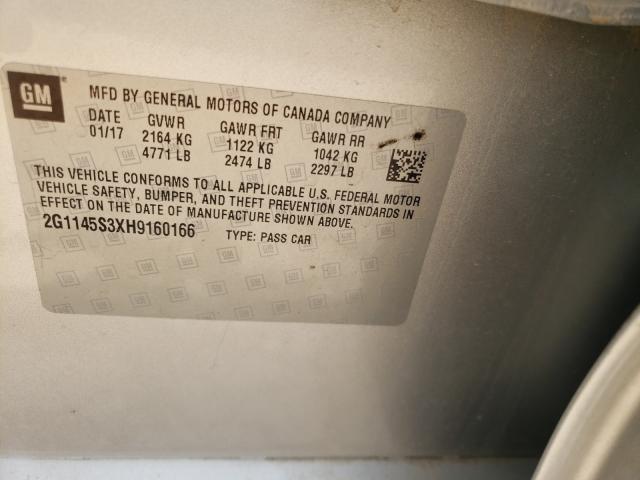 GM
MFD BY GENERAL MOTORS OF CANADA COMPANY
DATE GVWR GAWR FRT GAWR RR
01/17 2164 KG 1122 KG 1042 KG
4771 LB 2474 LB 2297 LB
THIS VEHICLE CONFORMS TO ALL APPLICABLE U.S. FEDERAL MOTOR
VEHICLE SAFETY, BUMPER, AND THEFT PREVENTION STANDARDS IN
EFFECT ON THE DATE OF MANUFACTURE SHOWN ABOVE.
2G1145S3XH9160166 TYPE: PASS CAR